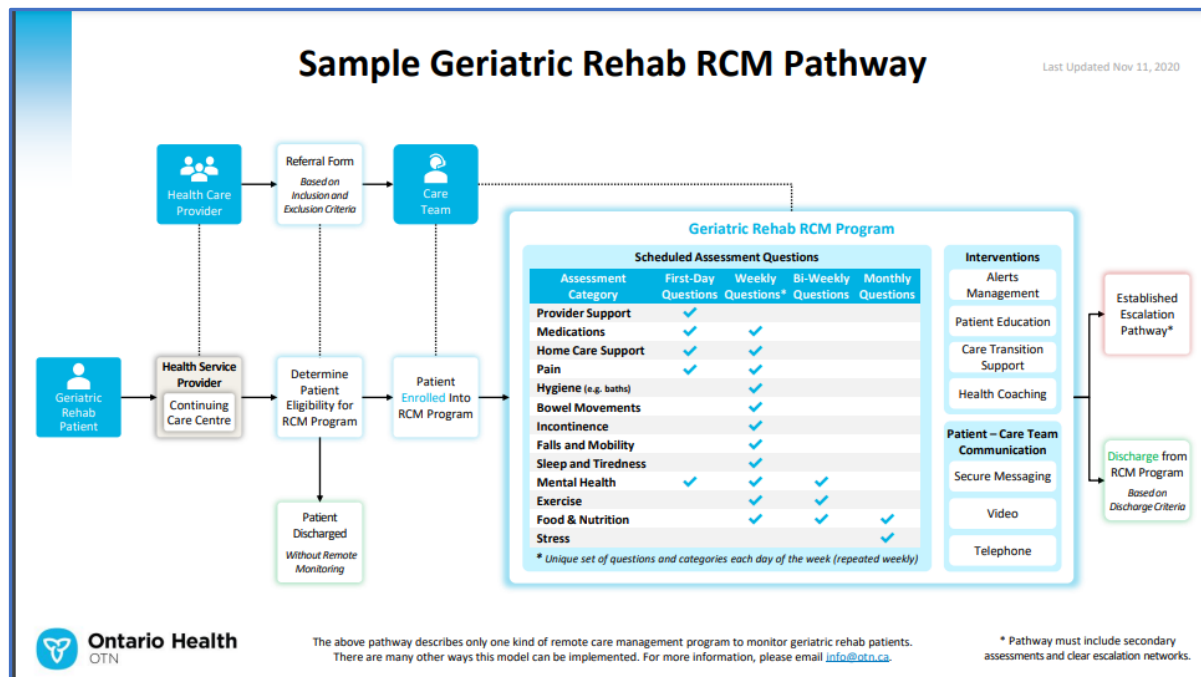 Sample Geriatric Rehab RCM Pathway
Last Updated Nov 11, 2020
Health Care
Provider
Referral Form
Based on
Inclusion and
Exclusion Criteria
Care
Team
Geriatric
Rehab
Patient
Health Service
Provider
Continuing
Care Centre
Determine
Patient
Eligibility for
RCM Program
Patient
Enrolled Into
RCM Program
Patient
Discharged
Without Remote
Monitoring
Geriatric Rehab RCM Program
Scheduled Assessment Questions
Assessment First-Day Weekly Bi-Weekly Monthly
Category Questions Questions* Questions Questions
Provider Support ✓
Medications ✓ ✓
Home Care Support ✓ ✓
Pain ✓ ✓
Hygiene (e.g. baths) ✓
Bowel Movements ✓
Incontinence ✓
Falls and Mobility ✓
Sleep and Tiredness ✓
Mental Health ✓ ✓ ✓
Exercise ✓ ✓
Food & Nutrition ✓ ✓ ✓
Stress ✓
* Unique set of questions and categories each day of the week (repeated weekly)
Interventions
Alerts
Management
Patient Education
Care Transition
Support
Health Coaching
Patient – Care Team
Communication
Secure Messaging
Video
Telephone
Established
Escalation
Pathway*
Discharge from
RCM Program
Based on
Discharge Criteria
Ontario Health
OTN
The above pathway describes only one kind of remote care management program to monitor geriatric rehab patients.
There are many other ways this model can be implemented. For more information, please email info@otn.ca.
* Pathway must include secondary
assessments and clear escalation networks.